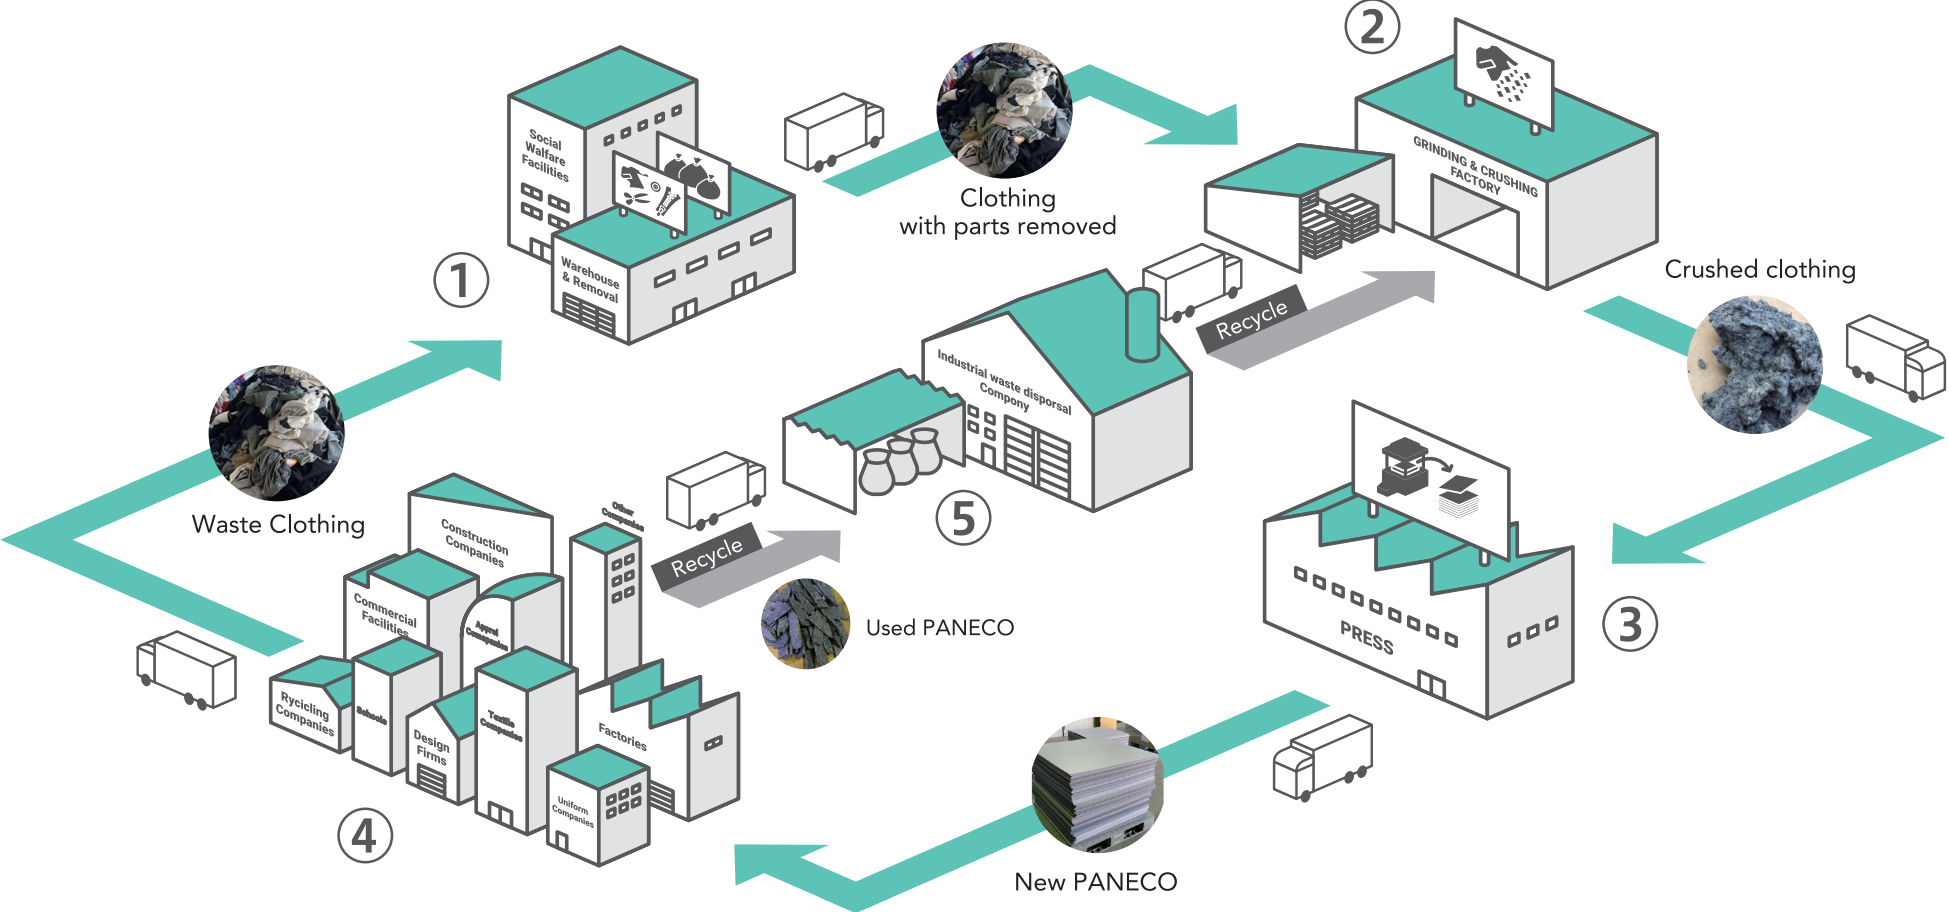 ①
Social
Walfare
Facilities
Warehouse
& Removal
Clothing
with parts removed
②
GRINDING & CRUSHING
FACTORY
Crushed clothing
③
PRESS
New PANECO
④
Construction
Companies
Other
Companies
Commercial
Facilities
Apprel
Companies
Rycicling
Companies
Schools
Design
Firms
Textile
Companies
Factories
Uniform
Companies
Waste Clothing
Recycle
Used PANECO
⑤
Industrial waste disporsal
Compony
Recycle